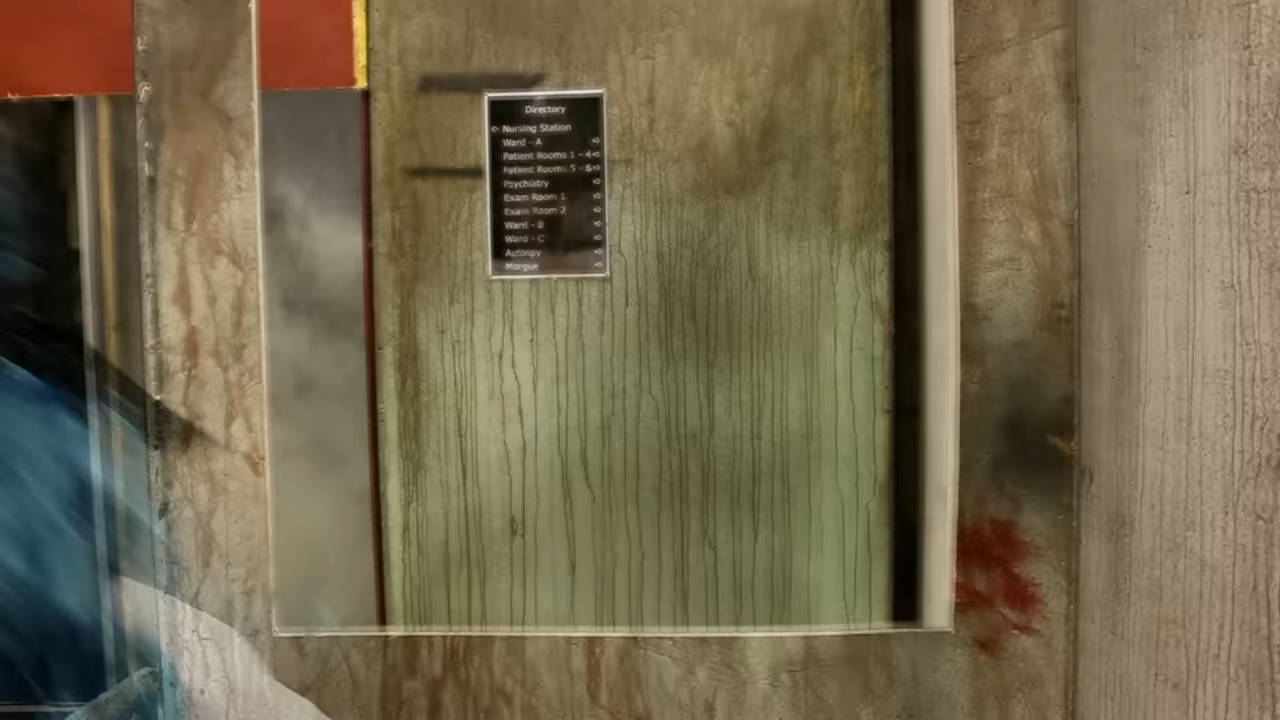 Directory
Nursing Station
Ward - A
Patient Rooms 1 - 4
Patient Rooms 5 - 6
Psychiatry
Exam Room 1
Exam Room 2
Ward - B
Ward - C
Autospy
Morgue